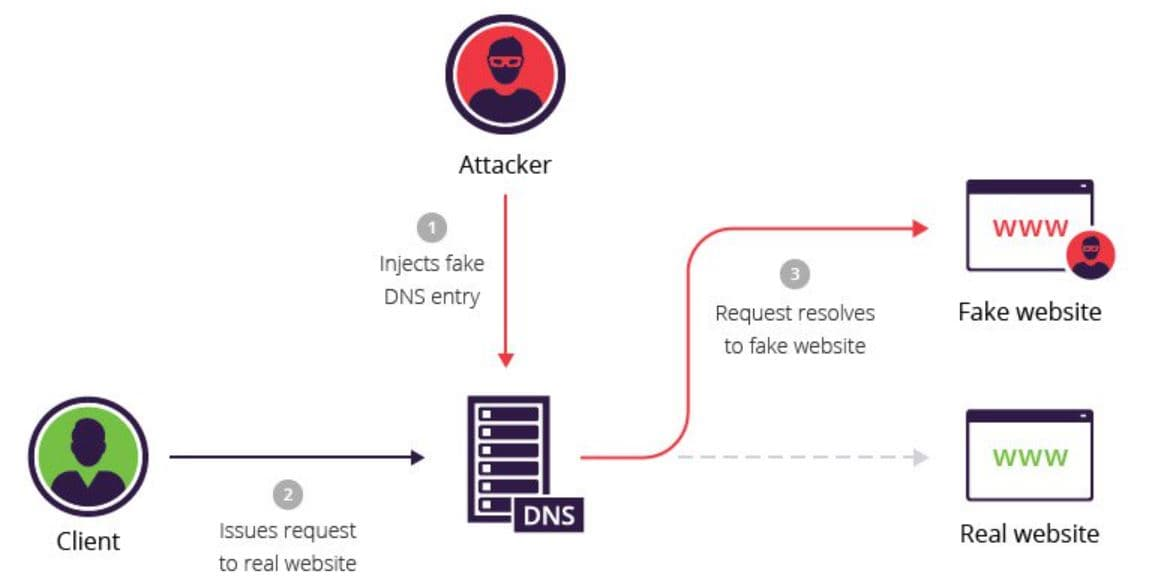 Attacker
1
Injects fake
DNS entry
www
Fake website
3
Request resolves
to fake website
Client
2
Issues request
to real website
DNS
www
Real website